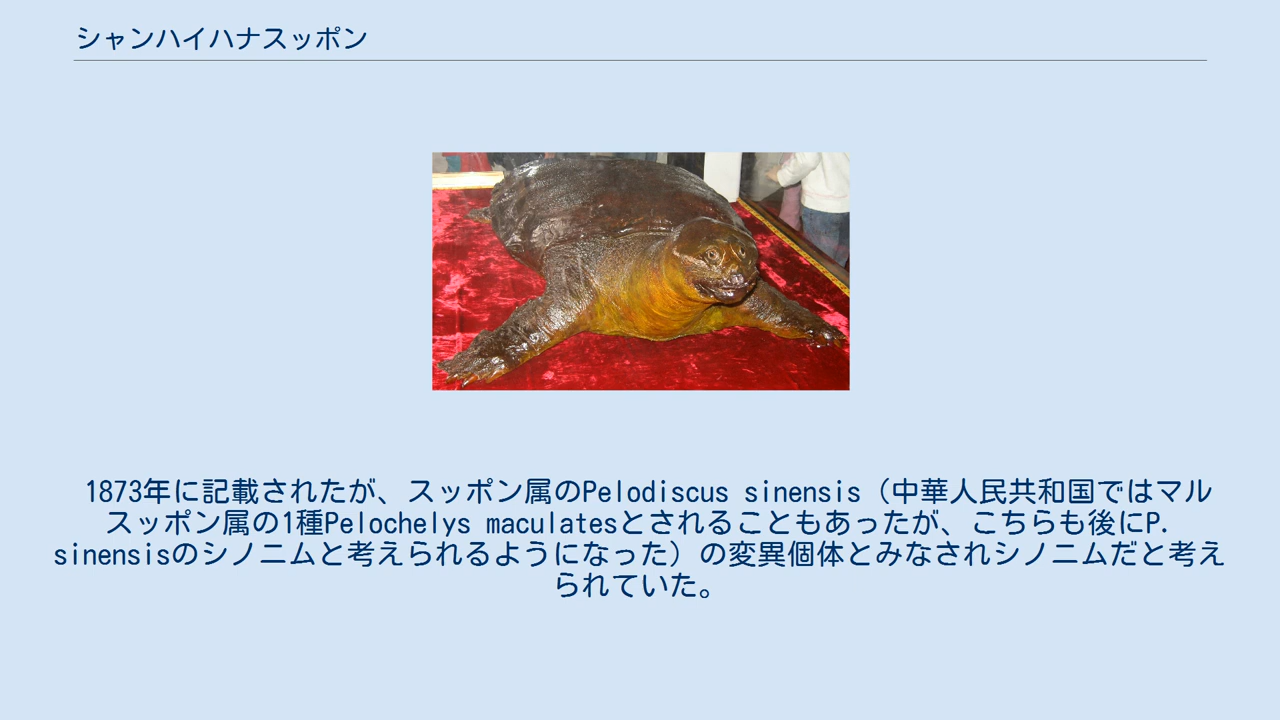 シャンハイハナスッポン
1873年に記載されたが、スッポン属のPelodiscus sinensis（中華人民共和国ではマル
スッポン属の1種Pelochelys maculatesとされることもあったが、こちらも後にP.
sinensisのシノニムと考えられるようになった）の変異個体とみなされシノニムだと考え
られていた。